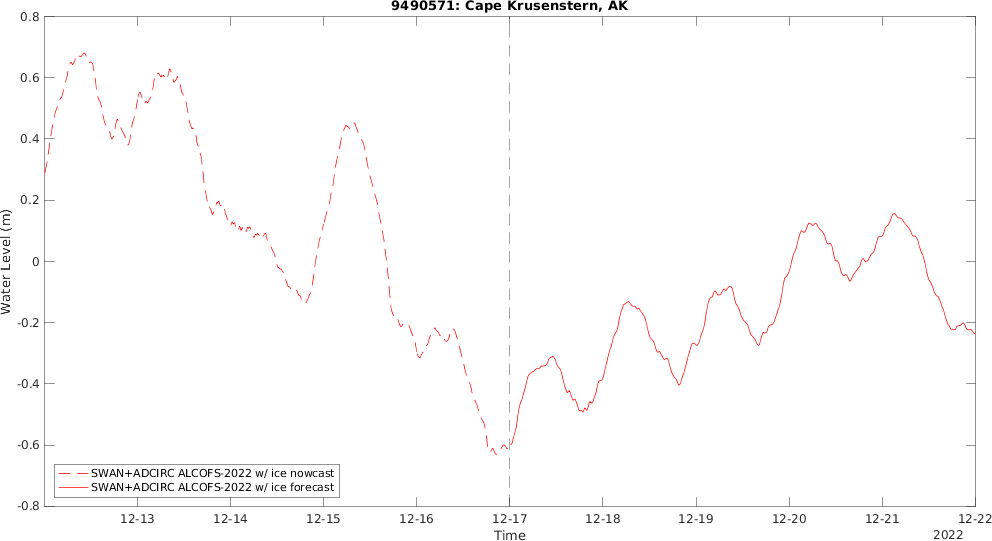 9490571: Cape Krusenstern, AK
0.8
0.6
0.4
0.2
0
-0.2
-0.4
-0.6
-0.8
Water Level (m)
SWAN+ADCIRC ALCOFS-2022 w/ ice nowcast
SWAN+ADCIRC ALCOFS-2022 w/ ice forecast
12-13 12-14 12-15 12-16 12-17 12-18 12-19 12-20 12-21 12-22
Time
2022